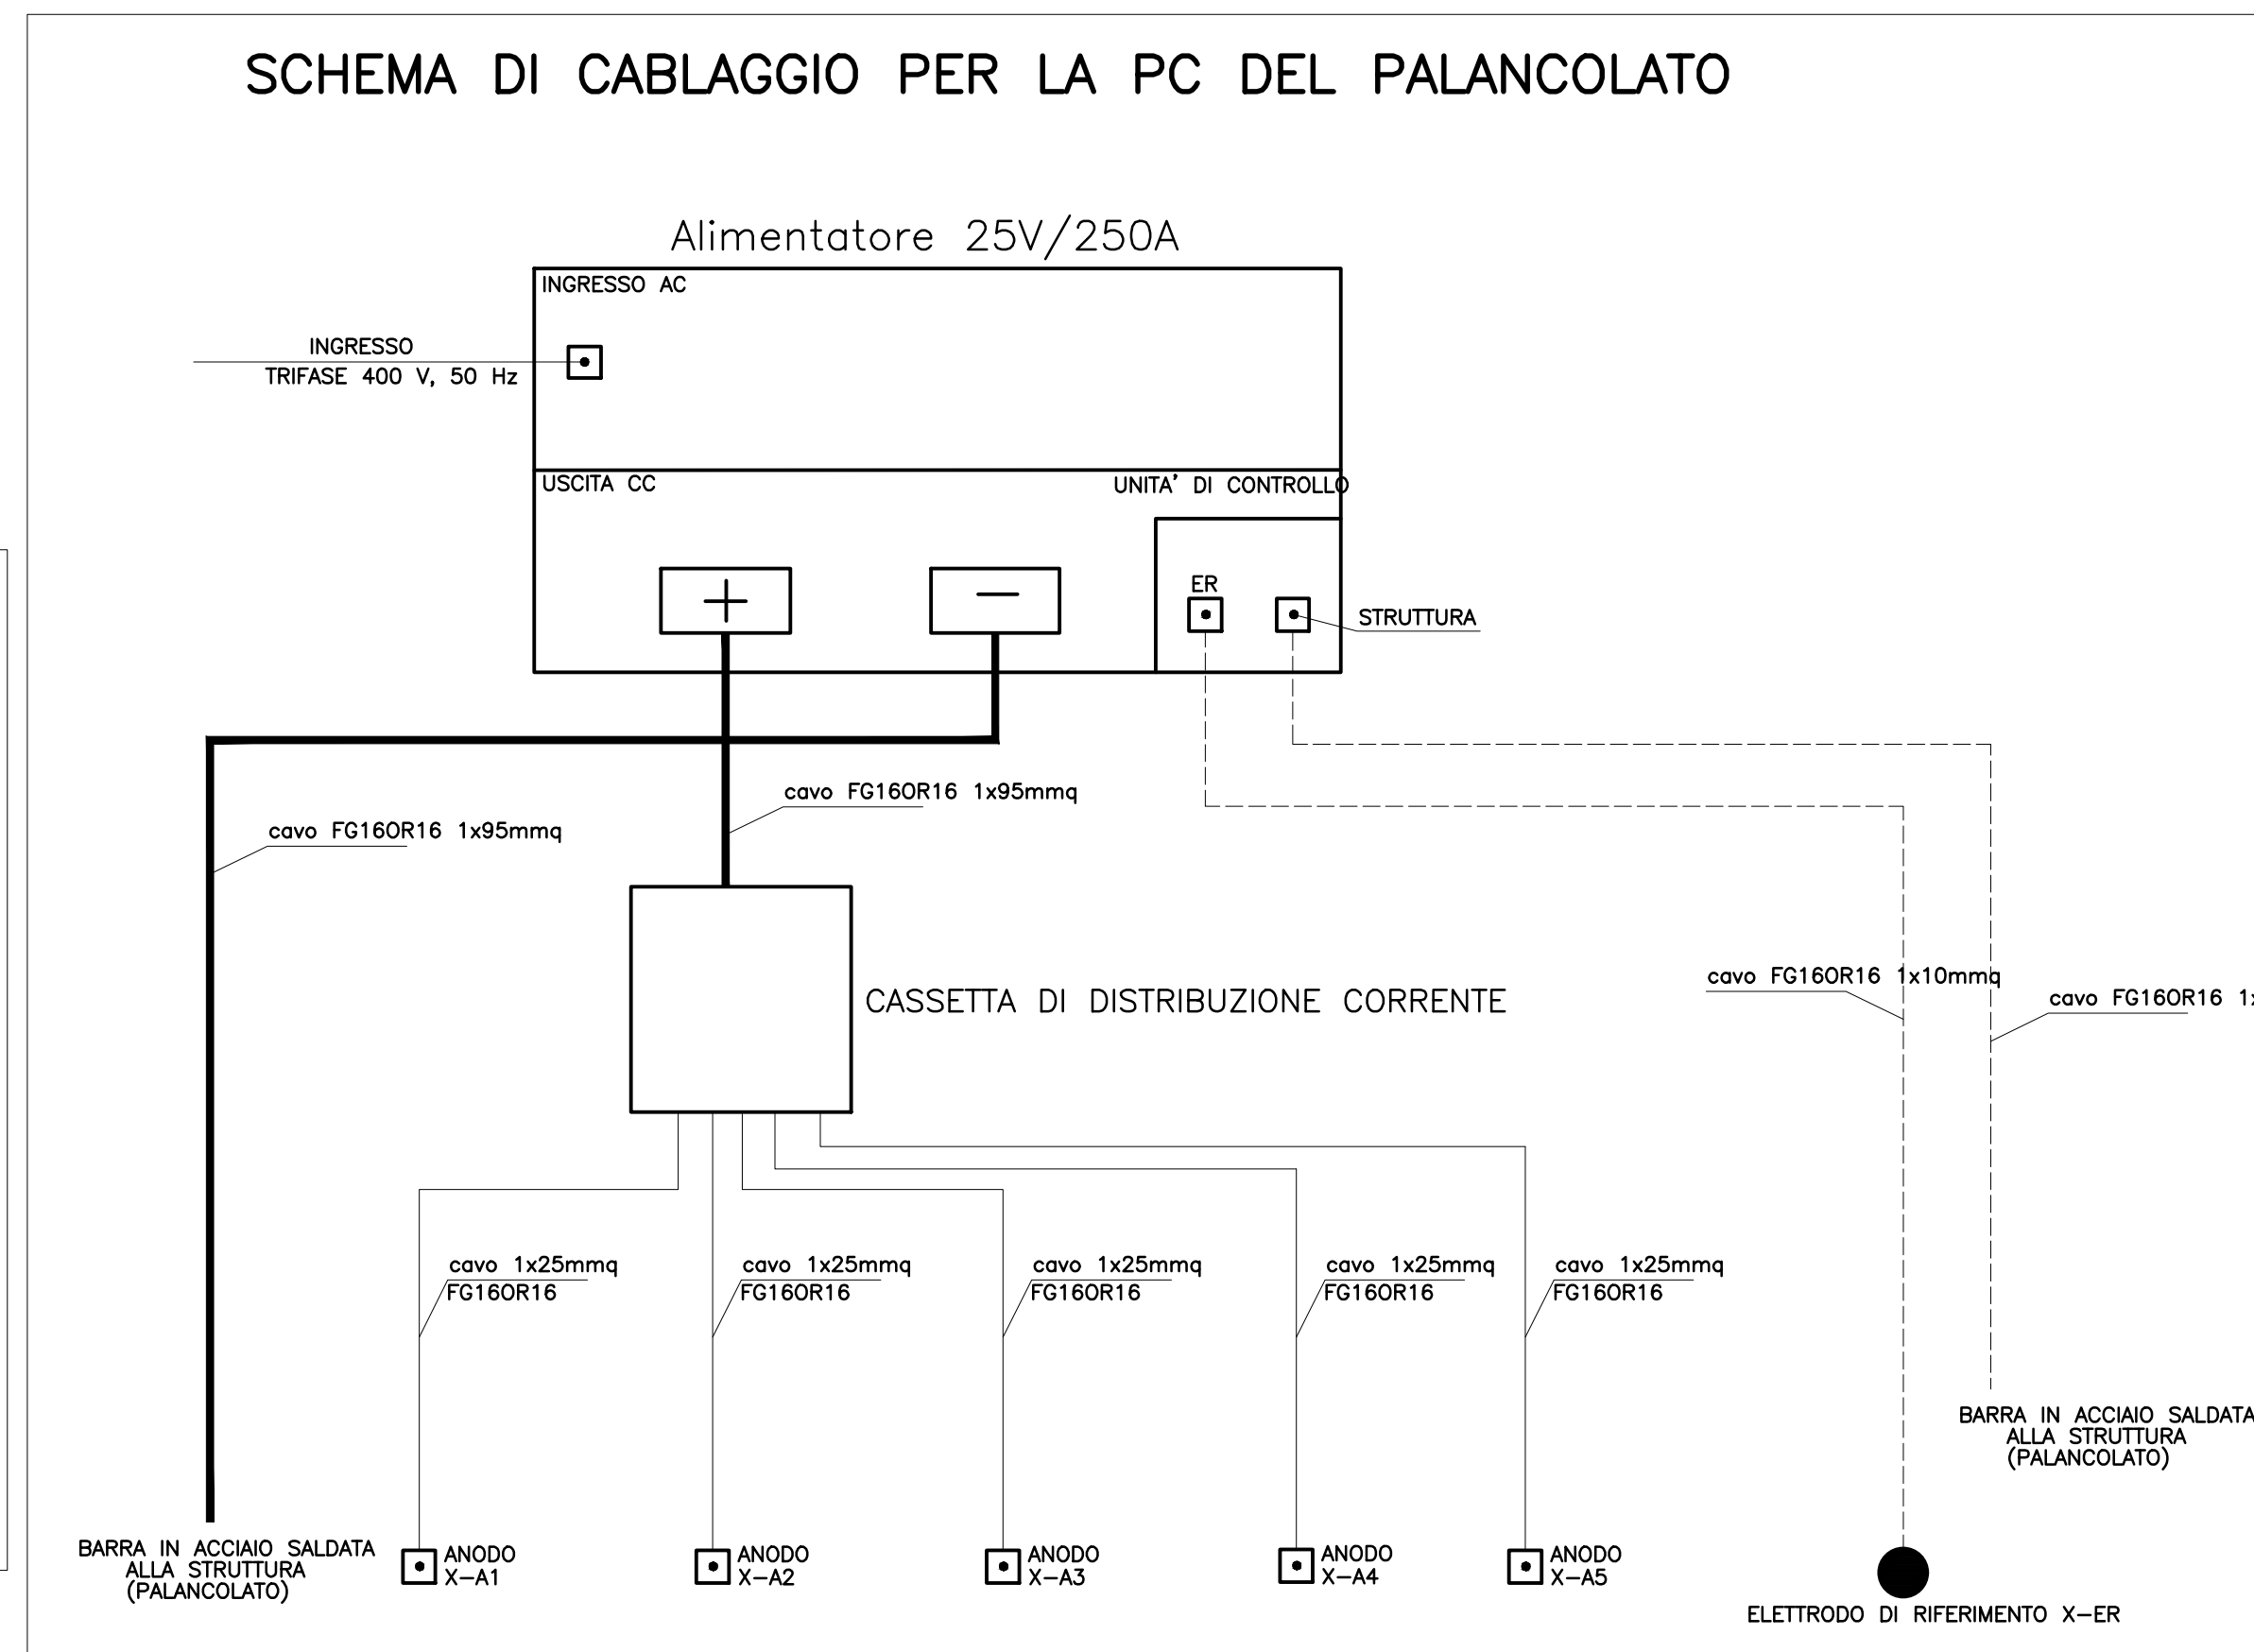 SCHEMA DI CABLAGGIO PER LA PC DEL PALANCOLATO
Alimentatore 25V/250A
INGRESSO AC
INGRESSO
TRIFASE 400 V, 50 Hz
USCITA CC
UNITA' DI CONTROLLO
+
−
ER
STRUTTURA
cavo FG16OR16 1x95mmq
cavo FG16OR16 1x95mmq
CASSETTA DI DISTRIBUZIONE CORRENTE
cavo FG16OR16 1x10mmq
cavo FG16OR16
cavo 1x25mmq
FG16OR16
cavo 1x25mmq
FG16OR16
cavo 1x25mmq
FG16OR16
cavo 1x25mmq
FG16OR16
cavo 1x25mmq
FG16OR16
BARRA IN ACCIAIO SALDATA
ALLA STRUTTURA
(PALANCOLATO)
BARRA IN ACCIAIO SALDATA
ALLA STRUTTURA
(PALANCOLATO)
ANODO
X-A1
ANODO
X-A2
ANODO
X-A3
ANODO
X-A4
ANODO
X-A5
ELETTRODO DI RIFERIMENTO X-ER